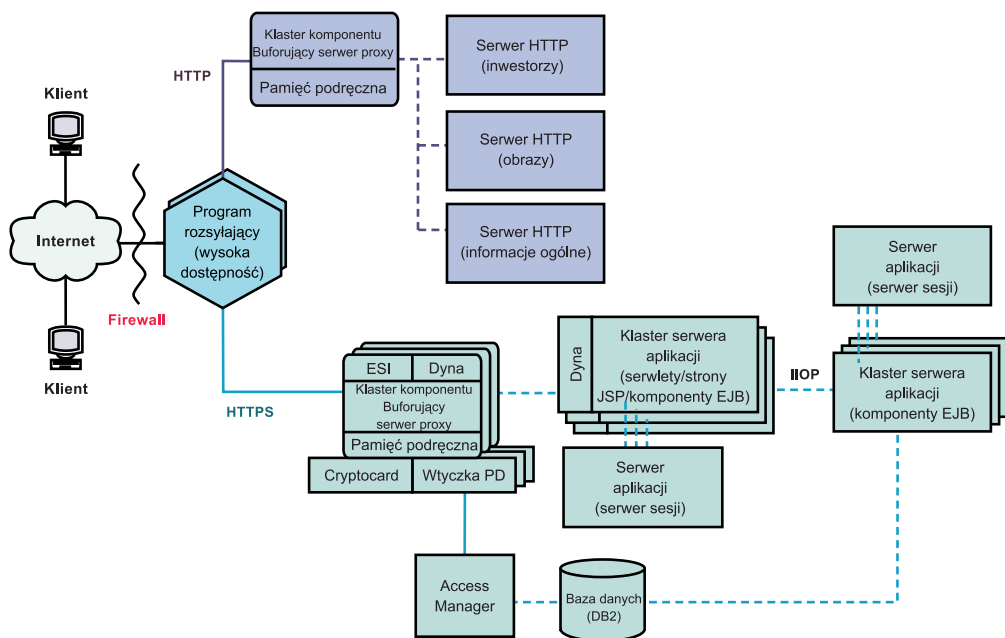 Klaster komponentu
Buforujący serwer proxy
Pamięć podręczna
Serwer HTTP
(inwestorzy)
HTTP
Klient
Serwer HTTP
(obrazy)
Program
rozsyłający
(wysoka
dostępność)
Internet
Serwer HTTP
(informacje ogólne)
Serwer
aplikacji
(serwer sesji)
Firewall
Klient
HTTPS
ESI
Dyna
Klaster komponentu
Buforujący
serwer proxy
Pamięć podręczna
Cryptocard
Wtyczka PD
Dyna
Klaster serwera
aplikacji
(serwlety/strony
JSP/komponenty EJB)
IIOP
Klaster serwera
aplikacji
(komponenty EJB)
Serwer
aplikacji
(serwer sesji)
Access
Manager
Baza danych
(DB2)